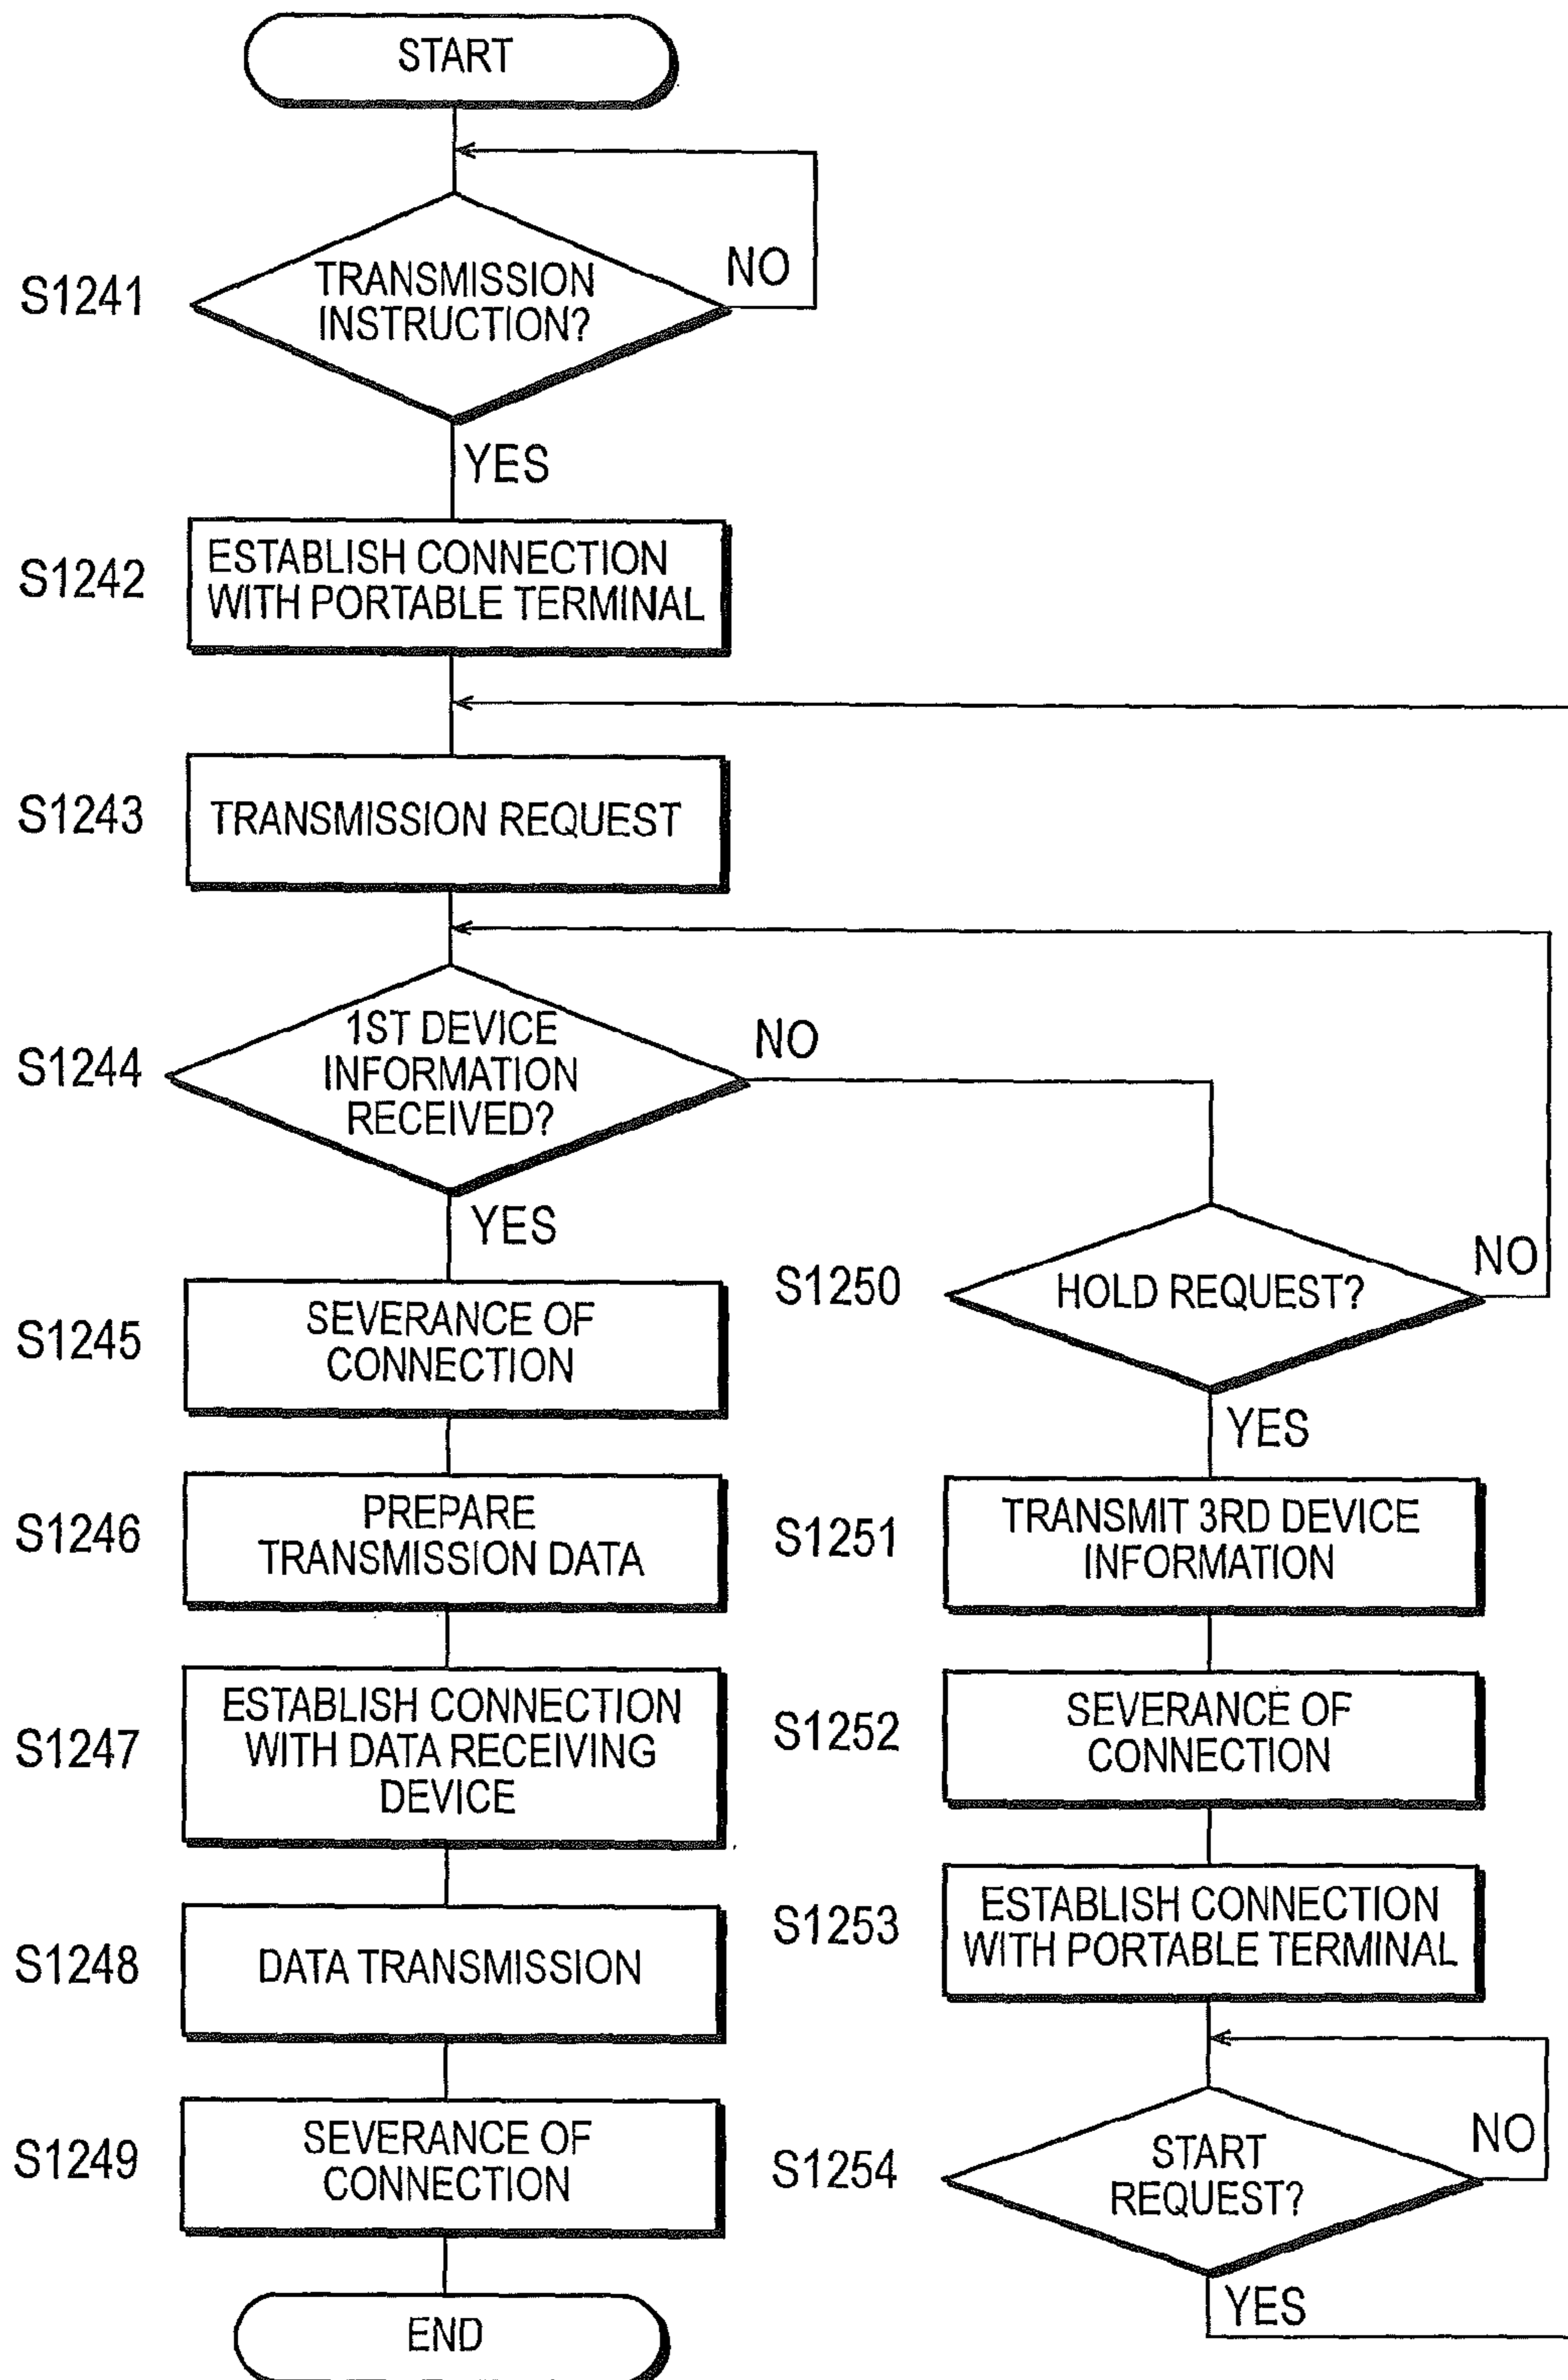 START
S1241
TRANSMISSION
INSTRUCTION?
NO
YES
S1242
ESTABLISH CONNECTION
WITH PORTABLE TERMINAL
S1243
TRANSMISSION REQUEST
S1244
1ST DEVICE
INFORMATION
RECEIVED?
NO
YES
S1245
SEVERANCE OF
CONNECTION
S1246
PREPARE
TRANSMISSION DATA
S1247
ESTABLISH CONNECTION
WITH DATA RECEIVING
DEVICE
S1248
DATA TRANSMISSION
S1249
SEVERANCE OF
CONNECTION
END
S1250
HOLD REQUEST?
NO
YES
S1251
TRANSMIT 3RD DEVICE
INFORMATION
S1252
SEVERANCE OF
CONNECTION
S1253
ESTABLISH CONNECTION
WITH PORTABLE TERMINAL
S1254
START
REQUEST?
NO
YES